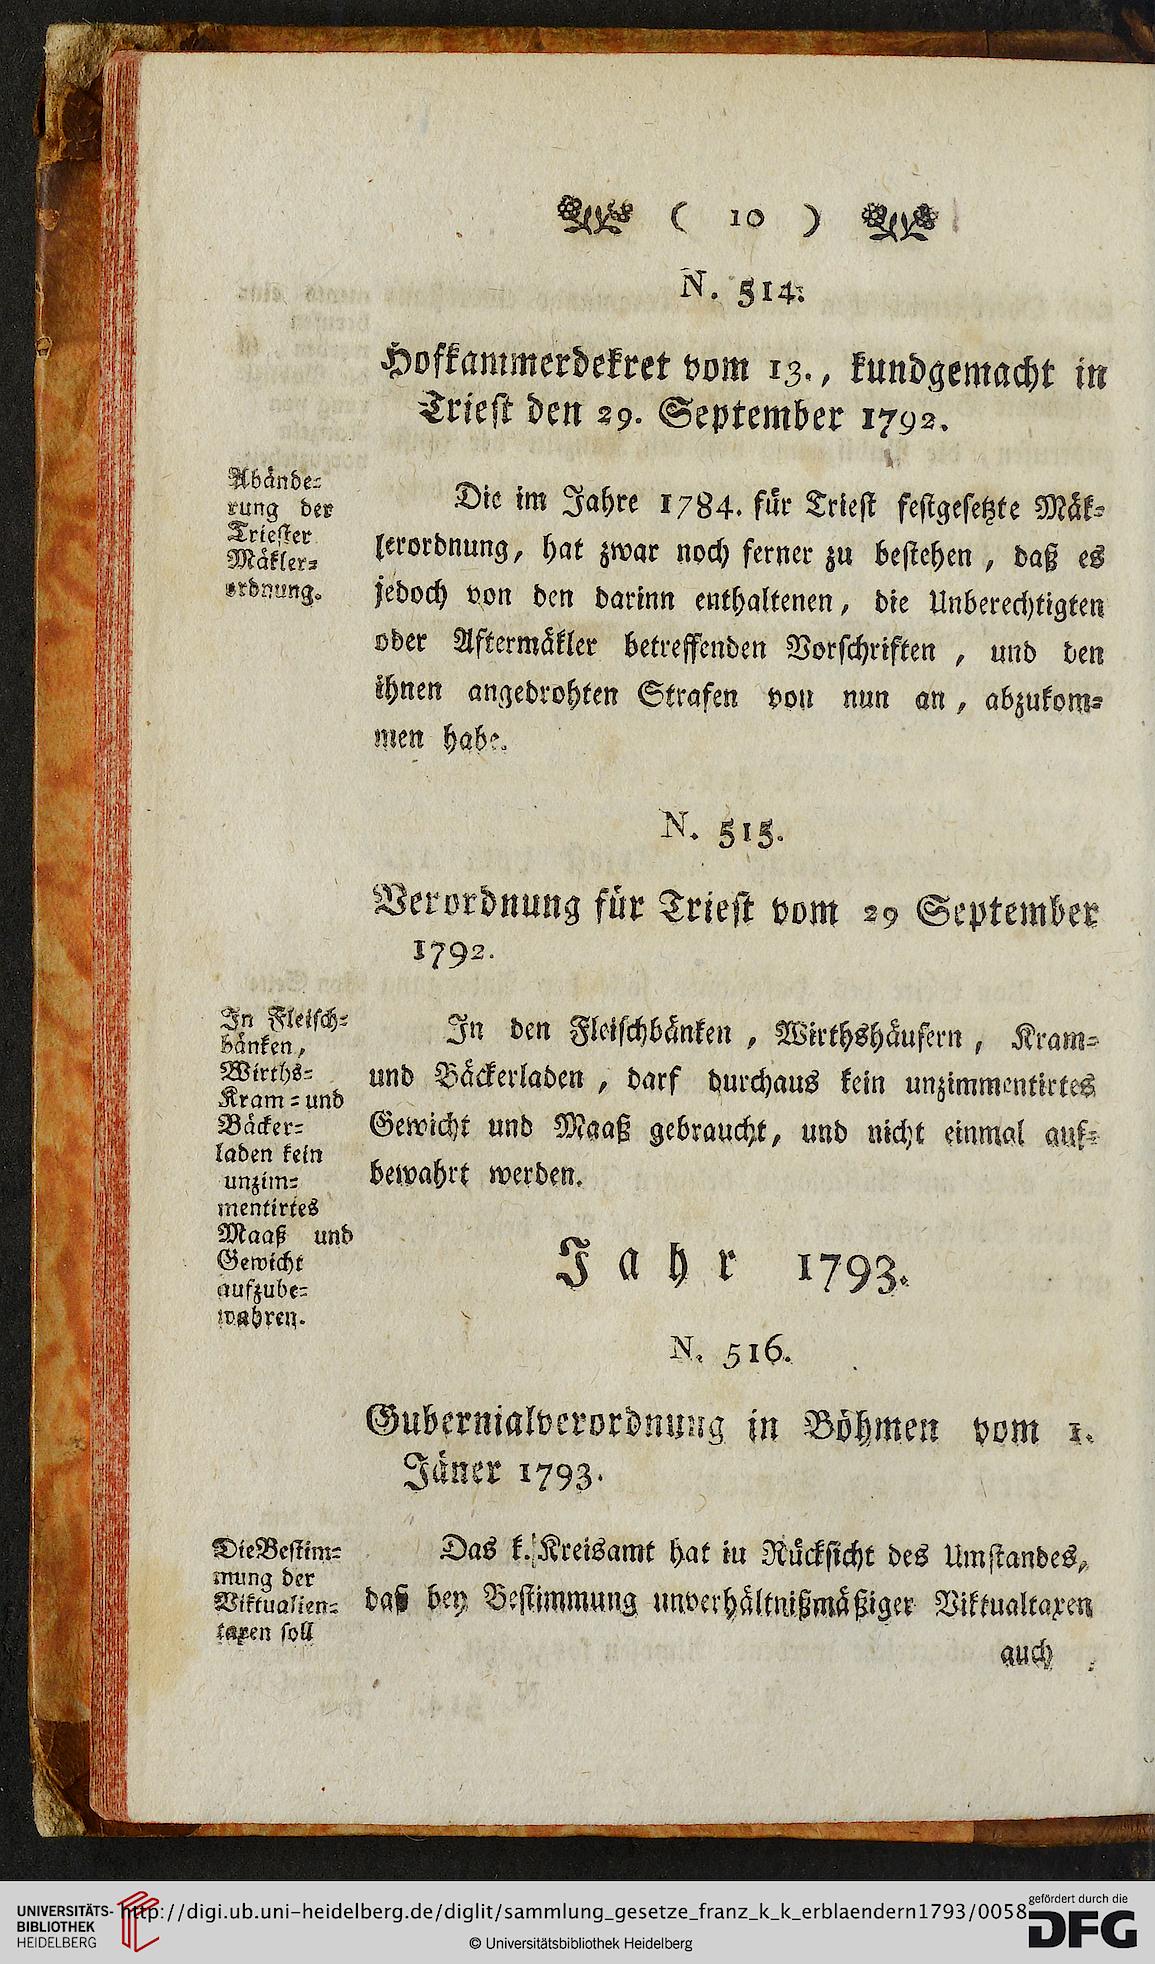 ( 10 )
N. 514.
Hofkammerdekret vom 13., kundgemacht in
Triest den 29. September 1792.
Abände=
rung der
Triester
Mäkler=
ordnung.
Die im Jahre 1784. für Triest festgesetzte Mäk=
lerordnung, hat zwar noch ferner zu bestehen, daß es
jedoch von den darinn enthaltenen, die Unberechtigten
oder Aftermäkler betreffenden Vorschriften, und den
ihnen angedrohten Strafen von nun an, abzukom=
men habe.
N. 515.
Verordnung für Triest vom 29 September
1792.
In Fleisch=
bänken,
Wirths=
Kram=und
Bäcker=
laden kein
unzim=
mentirtes
Maaß und
Gewicht
aufzube=
wahren.
In den Fleischbänken, Wirthshäusern, Kram=
und Bäckerladen, darf durchaus kein unzimmentirtes
Gewicht und Maaß gebraucht, und nicht einmal auf=
bewahrt werden.
Jahr 1793.
N. 516.
Gubernialverordnung in Böhmen vom 1.
Jäner 1793.
Die Bestim=
mung der
Viktualien=
taxen soll
Das k. Kreisamt hat in Rücksicht des Umstandes,
daß bey Bestimmung unverhältnißmäßiger Viktualtaxen
auch
UNIVERSITÄTS-
BIBLIOTHEK
HEIDELBERG
http://digi.ub.uni-heidelberg.de/diglit/sammlung_gesetze_franz_k_k_erblaendern1793/0058
© Universitätsbibliothek Heidelberg
gefördert durch die
DFG